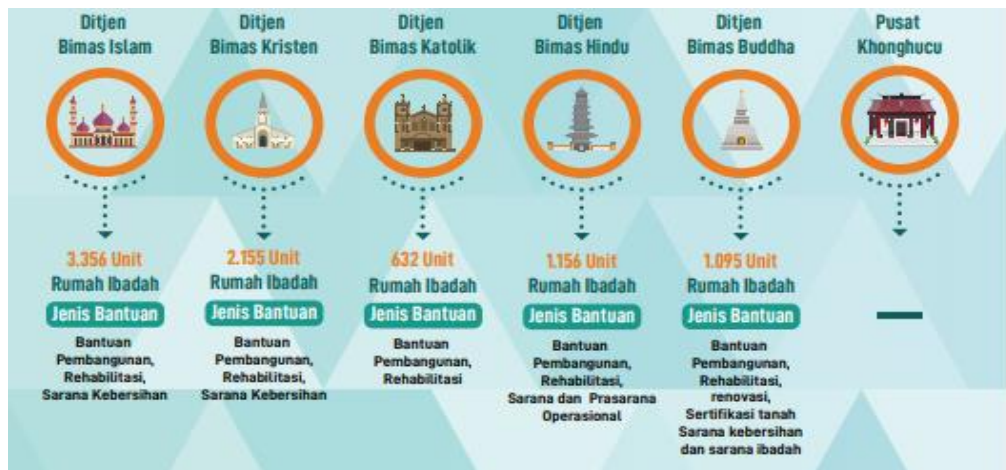 Ditjen
Bimas Islam
3.356 Unit
Rumah Ibadah
Jenis Bantuan
Bantuan
Pembangunan,
Rehabilitasi,
Sarana Kebersihan
Ditjen
Bimas Kristen
2.155 Unit
Rumah Ibadah
Jenis Bantuan
Bantuan
Pembangunan,
Rehabilitasi,
Sarana Kebersihan
Ditjen
Bimas Katolik
632 Unit
Rumah Ibadah
Jenis Bantuan
Bantuan
Pembangunan,
Rehabilitasi
Ditjen
Bimas Hindu
1.156 Unit
Rumah Ibadah
Jenis Bantuan
Bantuan
Pembangunan,
Rehabilitasi,
Sarana dan Prasarana
Operasional
Ditjen
Bimas Buddha
1.095 Unit
Rumah Ibadah
Jenis Bantuan
Bantuan
Pembangunan,
Rehabilitasi,
renovasi,
Sertifikasi tanah
Sarana kebersihan
dan sarana ibadah
Pusat
Khonghucu